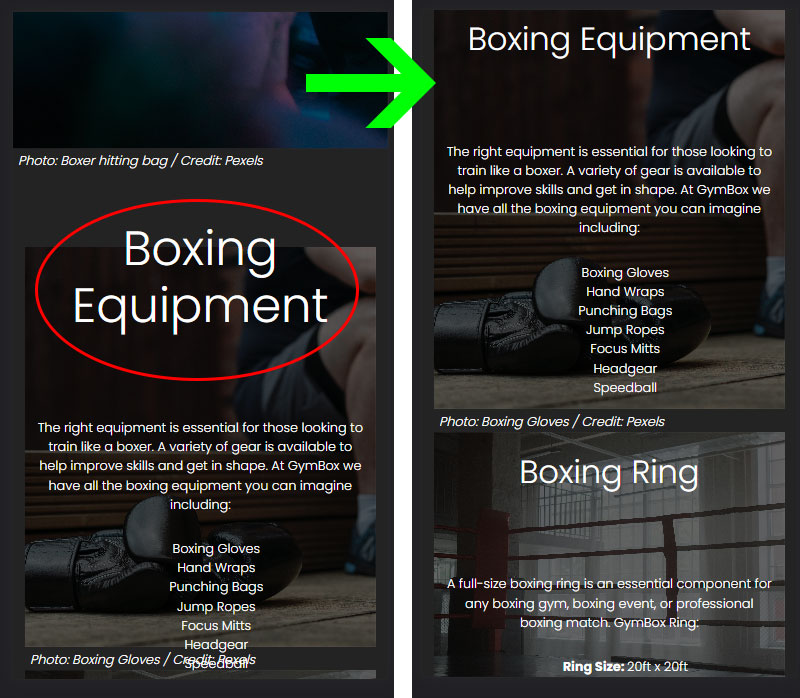 Photo: Boxer hitting bag / Credit: Pexels
Boxing
Equipment
The right equipment is essential for those looking to
train like a boxer. A variety of gear is available to
help improve skills and get in shape. At GymBox we
have all the boxing equipment you can imagine
including:
Boxing Gloves
Hand Wraps
Punching Bags
Jump Ropes
Focus Mitts
Headgear
Speedball
Photo: Boxing Gloves / Credit: Pexels
Boxing Equipment
The right equipment is essential for those looking to
train like a boxer. A variety of gear is available to
help improve skills and get in shape. At GymBox we
have all the boxing equipment you can imagine
including:
Boxing Gloves
Hand Wraps
Punching Bags
Jump Ropes
Focus Mitts
Headgear
Speedball
Photo: Boxing Gloves / Credit: Pexels
Boxing Ring
A full-size boxing ring is an essential component for
any boxing gym, boxing event, or professional
boxing match. GymBox Ring:
Ring Size: 20ft x 20ft